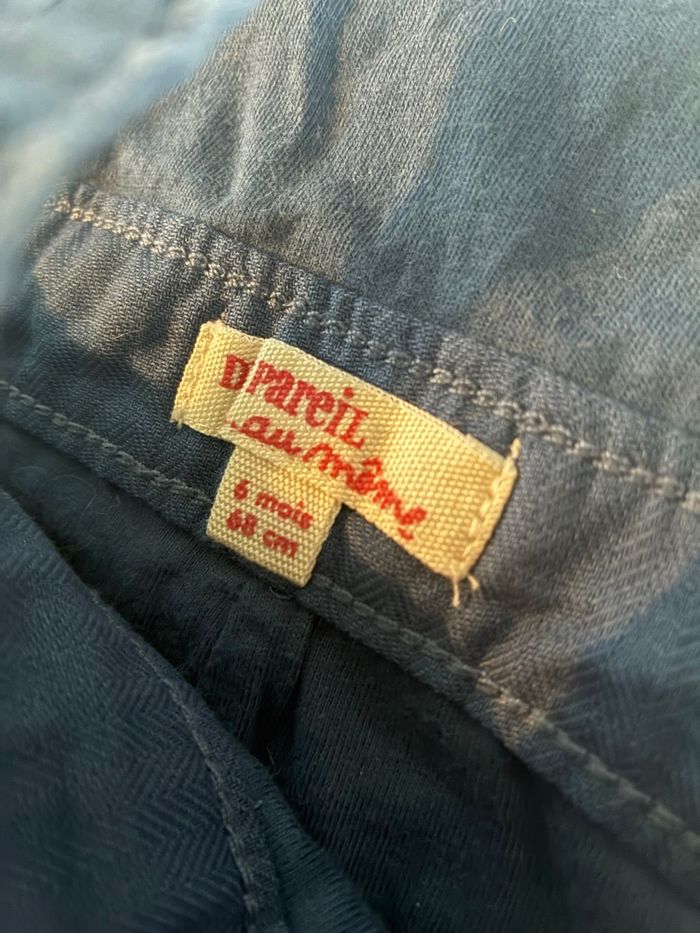 DPareiL
...au même
6 mois
68 cm